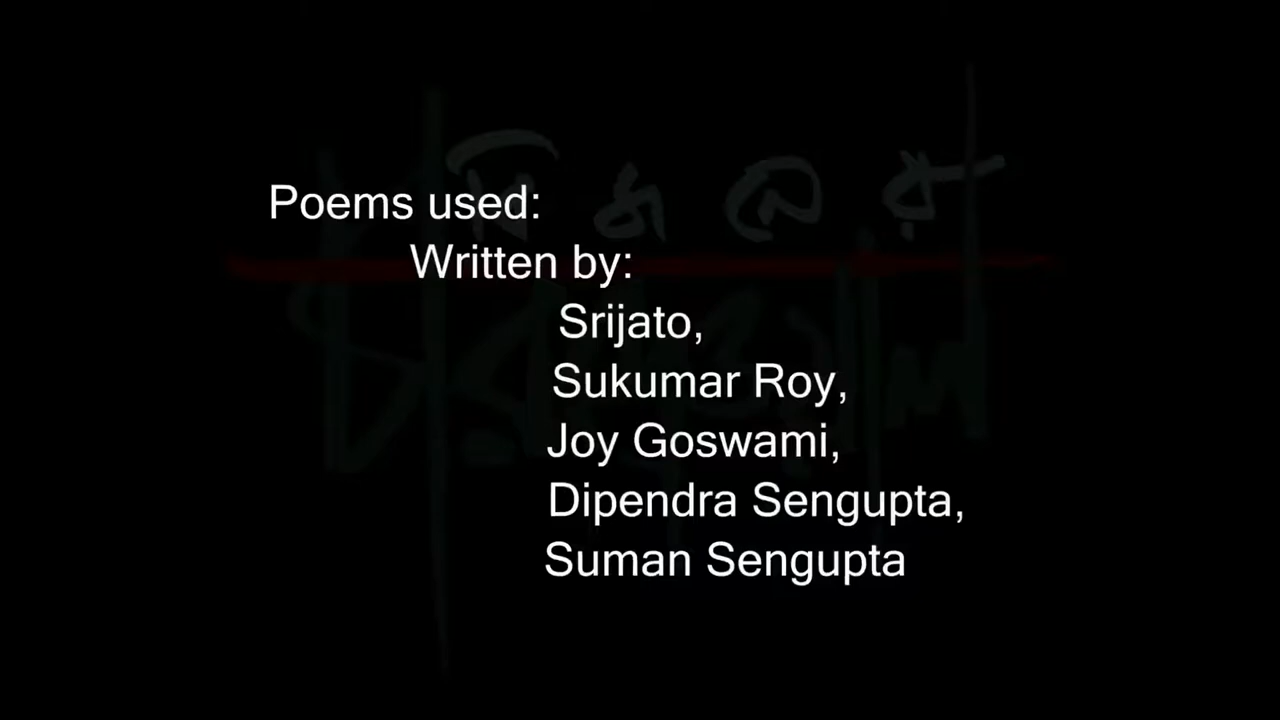 Poems used:
Written by:
Srijato,
Sukumar Roy,
Joy Goswami,
Dipendra Sengupta,
Suman Sengupta